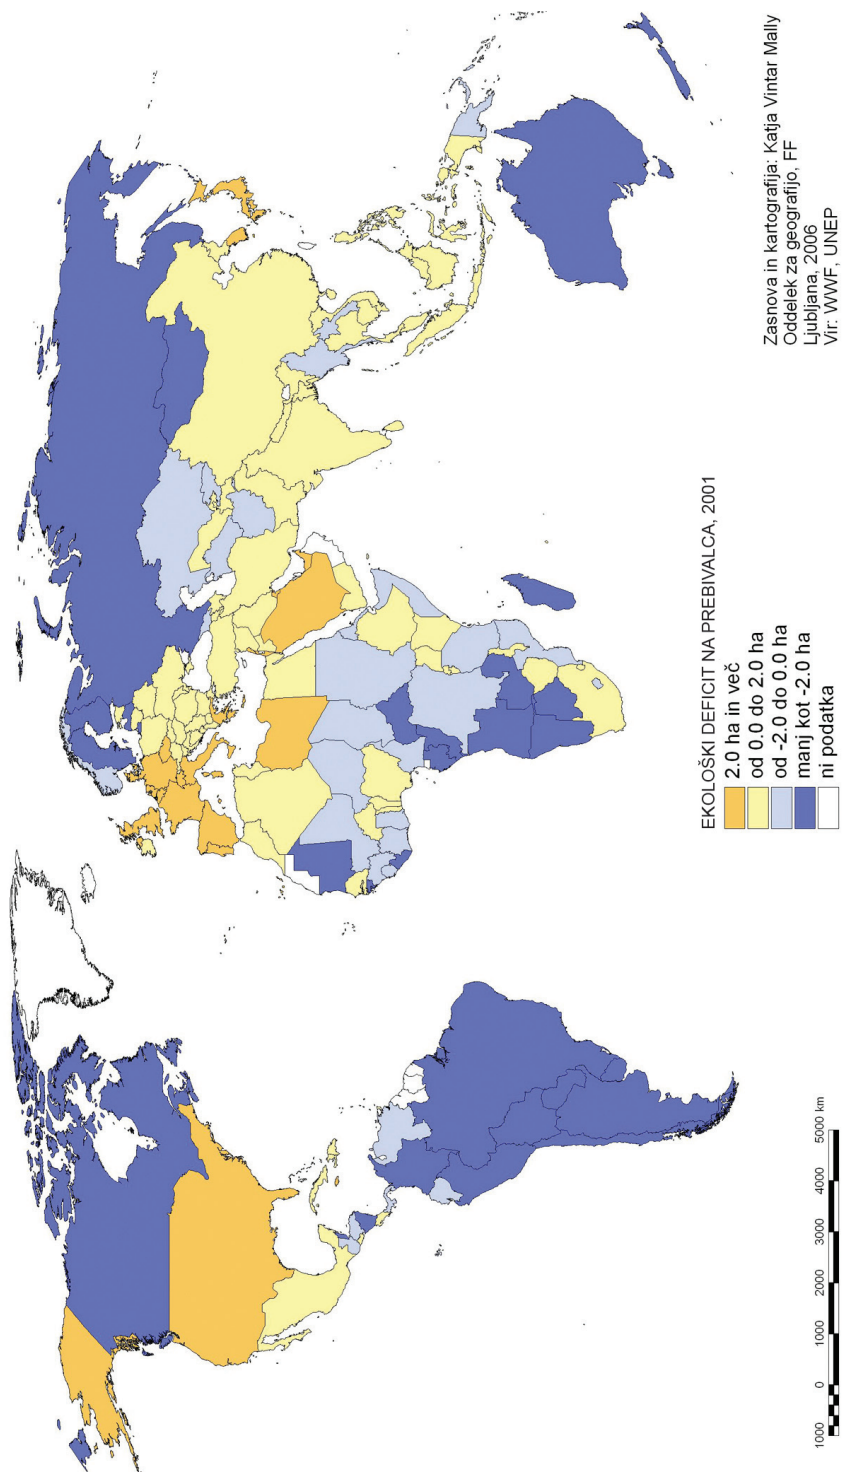 Zasnova in kartografija: Katja Vintar Mally
Oddelek za geografijo, FF
Ljubljana, 2006
Vir: WWF, UNEP
EKOLOŠKI DEFICIT NA PREBIVALCA, 2001
2.0 ha in več
od 0.0 do 2.0 ha
od -2.0 do 0.0 ha
manj kot -2.0 ha
ni podatka
1000 0 1000 2000 3000 4000 5000 km